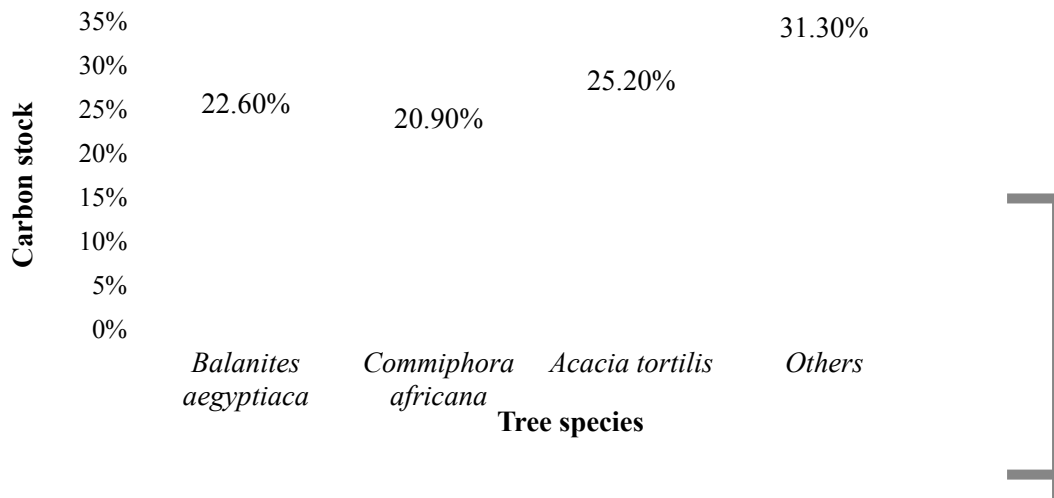 35%
30%
25%
20%
15%
10%
5%
0%
Carbon stock
22.60%
20.90%
25.20%
31.30%
Balanites
aegyptiaca
Commiphora
africana
Acacia tortilis
Others
Tree species